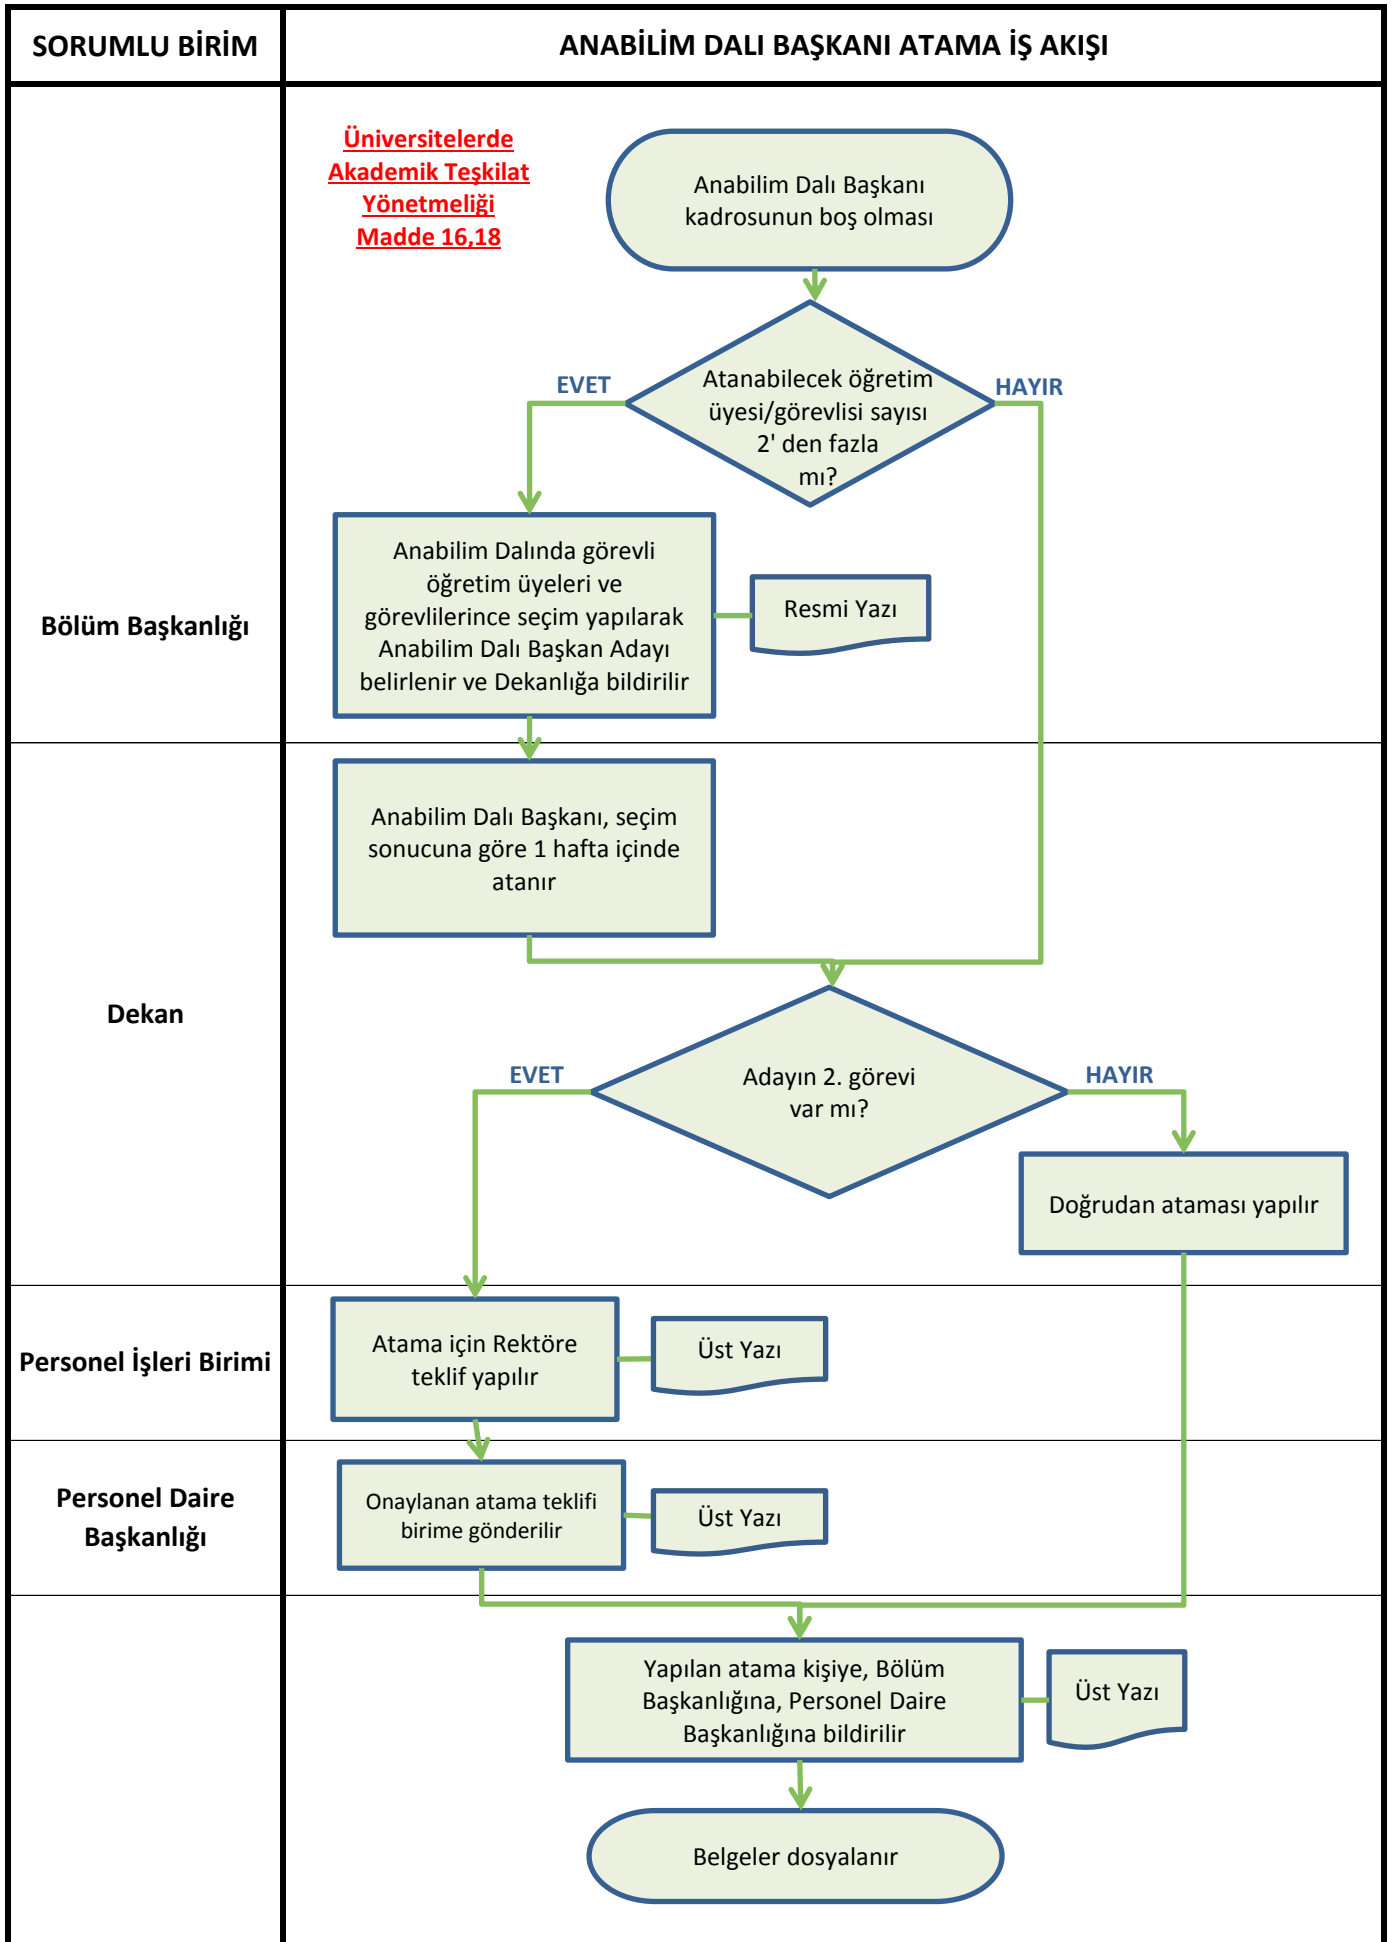 SORUMLU BİRİM
ANABİLİM DALI BAŞKANI ATAMA İŞ AKIŞI
Üniversitelerde
Akademik Teşkilat
Yönetmeliği
Madde 16,18
Anabilim Dalı Başkanı
kadrosunun boş olması
EVET
Atanabilecek öğretim
üyesi/görevlisi sayısı
2' den fazla
mı?
HAYIR
Bölüm Başkanlığı
Anabilim Dalında görevli
öğretim üyeleri ve
görevlilerince seçim yapılarak
Anabilim Dalı Başkan Adayı
belirlenir ve Dekanlığa bildirilir
Resmi Yazı
Anabilim Dalı Başkanı, seçim
sonucuna göre 1 hafta içinde
atanır
Dekan
EVET
Adayın 2. görevi
var mı?
HAYIR
Doğrudan ataması yapılır
Personel İşleri Birimi
Atama için Rektöre
teklif yapılır
Üst Yazı
Personel Daire
Başkanlığı
Onaylanan atama teklifi
birime gönderilir
Üst Yazı
Yapılan atama kişiye, Bölüm
Başkanlığına, Personel Daire
Başkanlığına bildirilir
Üst Yazı
Belgeler dosyalanır